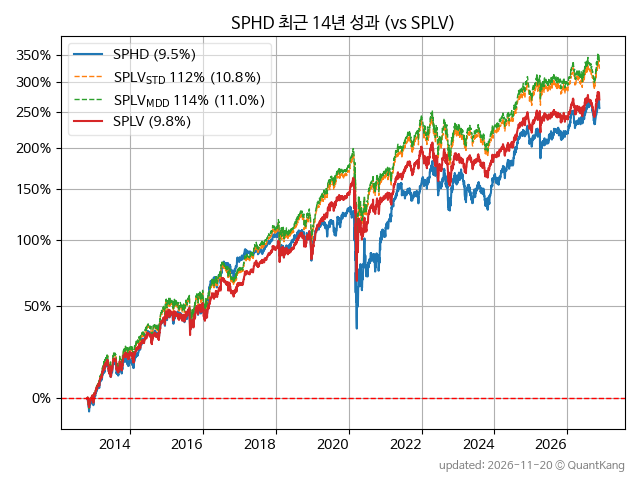 SPHD 최근 14년 성과 (vs SPLV)
350%
300%
250%
200%
150%
100%
50%
0%
SPHD (9.5%)
SPLV_STD 112% (10.8%)
SPLV_MDD 114% (11.0%)
SPLV (9.8%)
2014 2016 2018 2020 2022 2024 2026
updated: 2026-11-20 © QuantKang